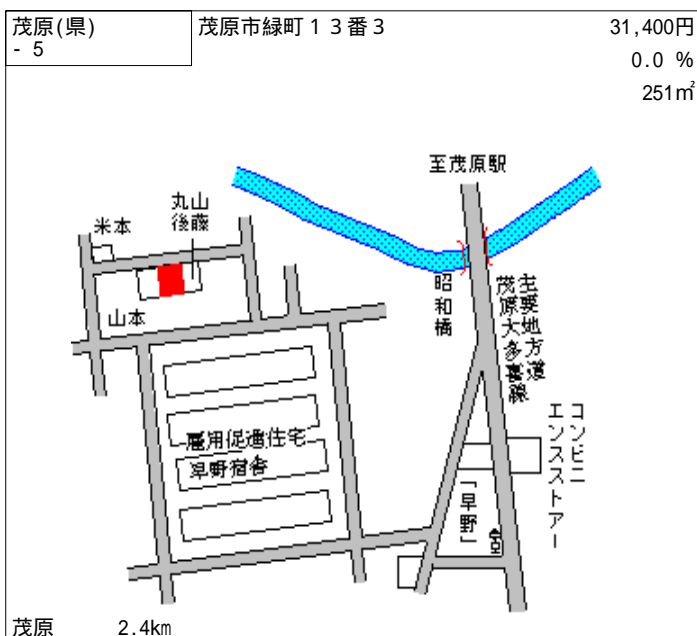 茂原(県)
- 5
茂原市緑町13番3
31,400円
0.0 %
251㎡
至茂原駅
丸山
後藤
米本
山本
昭和橋
主要地方道
茂原大多喜線
コンビニ
エンスストアー
雇用促進住宅
早野宿舎
「早野」
茂原 2.4km